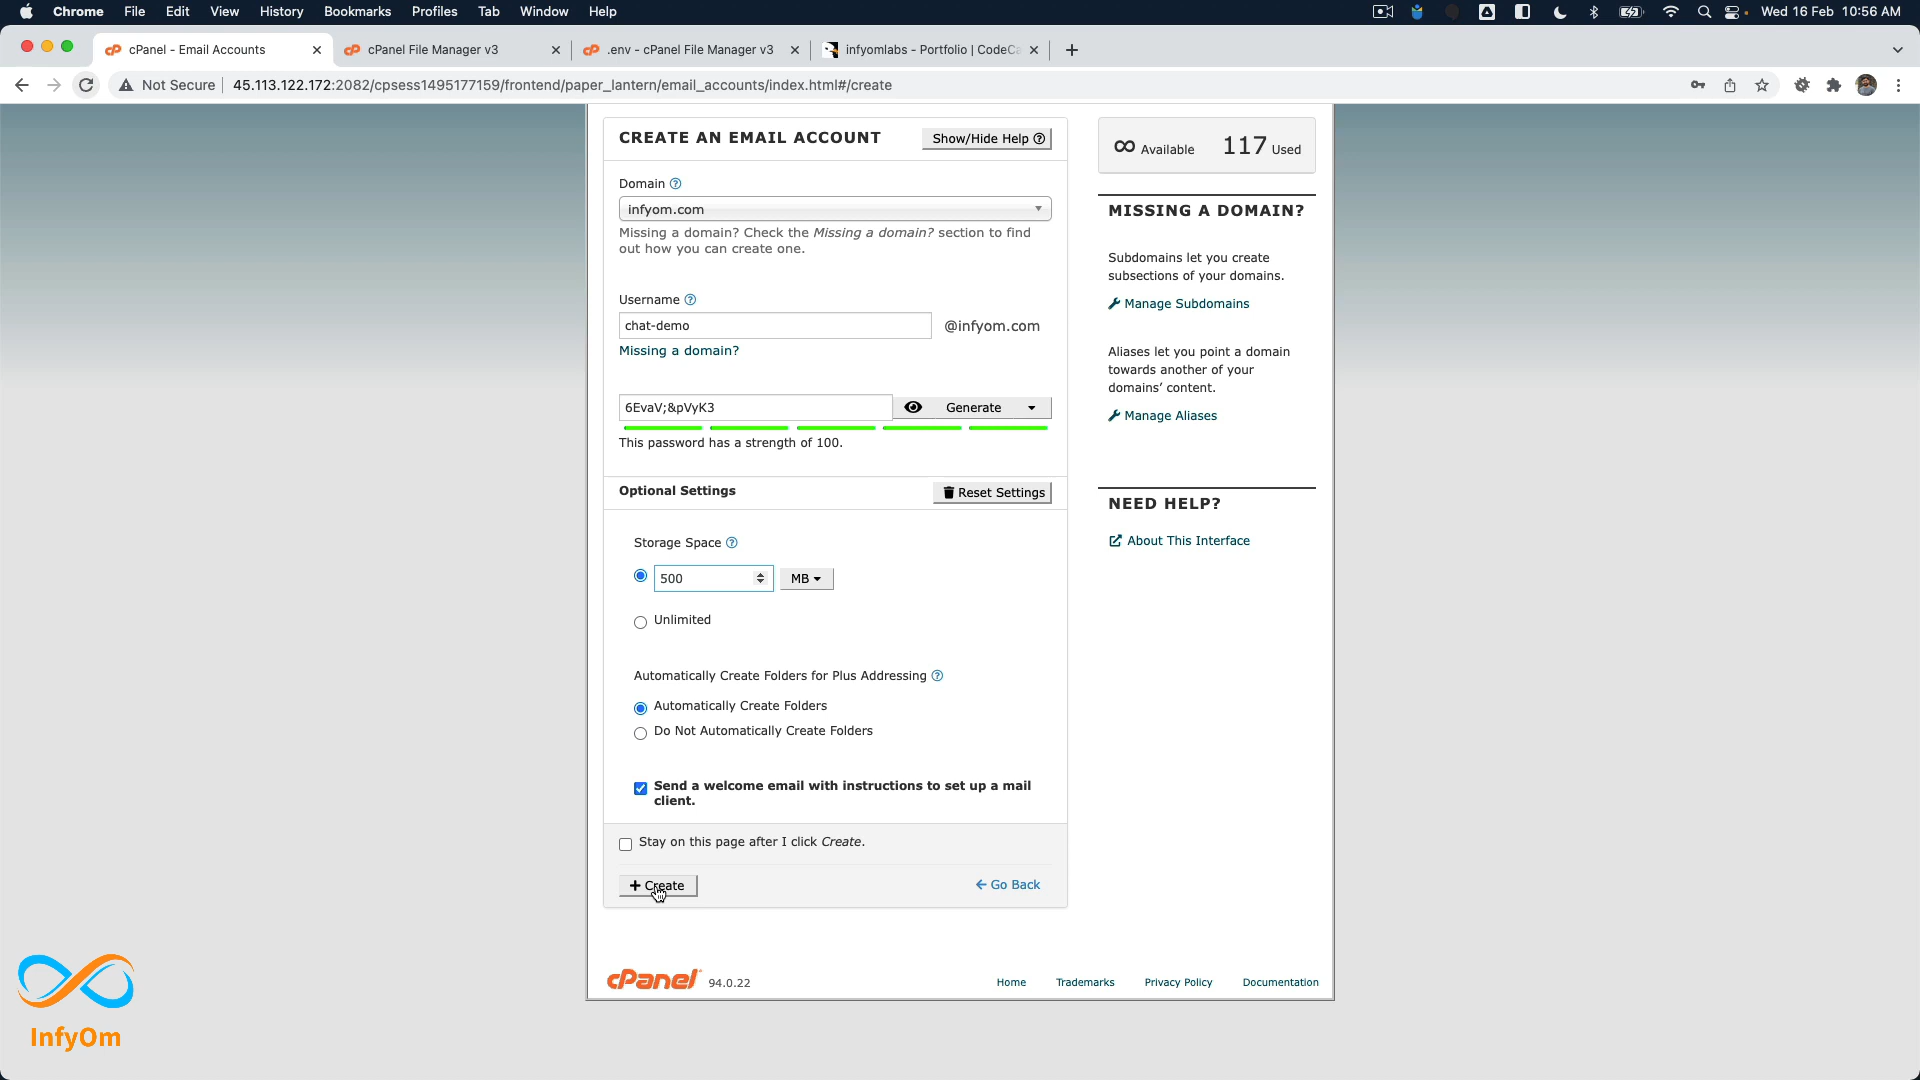 Chrome File Edit View History Bookmarks Profiles Tab Window Help Wed 16 Feb 10:56 AM
cPanel - Email Accounts cPanel File Manager v3 .env - cPanel File Manager v3 infyomlabs - Portfolio | CodeCa
Not Secure 45.113.122.172:2082/cpsess1495177159/frontend/paper_lantern/email_accounts/index.html#/create
CREATE AN EMAIL ACCOUNT Show/Hide Help
Domain
infyom.com
Missing a domain? Check the Missing a domain? section to find
out how you can create one.
Username
chat-demo @infyom.com
Missing a domain?
6EvaV;&pVyK3 Generate
This password has a strength of 100.
Optional Settings Reset Settings
Storage Space
500 MB
Unlimited
Automatically Create Folders for Plus Addressing
Automatically Create Folders
Do Not Automatically Create Folders
Send a welcome email with instructions to set up a mail
client.
Stay on this page after I click Create.
+ Create ← Go Back
∞ Available 117 Used
MISSING A DOMAIN?
Subdomains let you create
subsections of your domains.
Manage Subdomains
Aliases let you point a domain
towards another of your
domains' content.
Manage Aliases
NEED HELP?
About This Interface
cPanel 94.0.22 Home Trademarks Privacy Policy Documentation
InfyOm